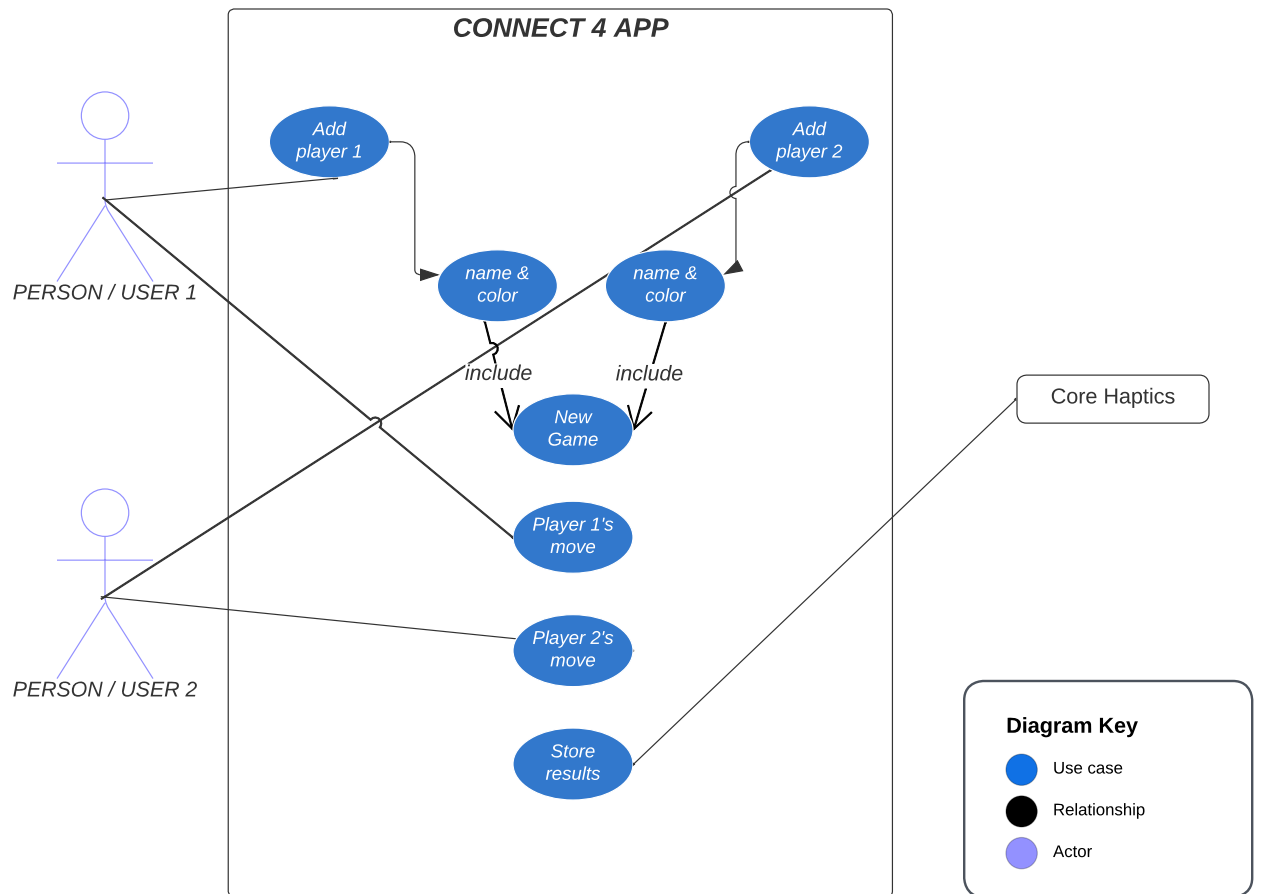 CONNECT 4 APP
Add
player 1
Add
player 2
name &
color
name &
color
PERSON / USER 1
include
include
Core Haptics
New
Game
Player 1's
move
Player 2's
move
PERSON / USER 2
Store
results
Diagram Key
Use case
Relationship
Actor